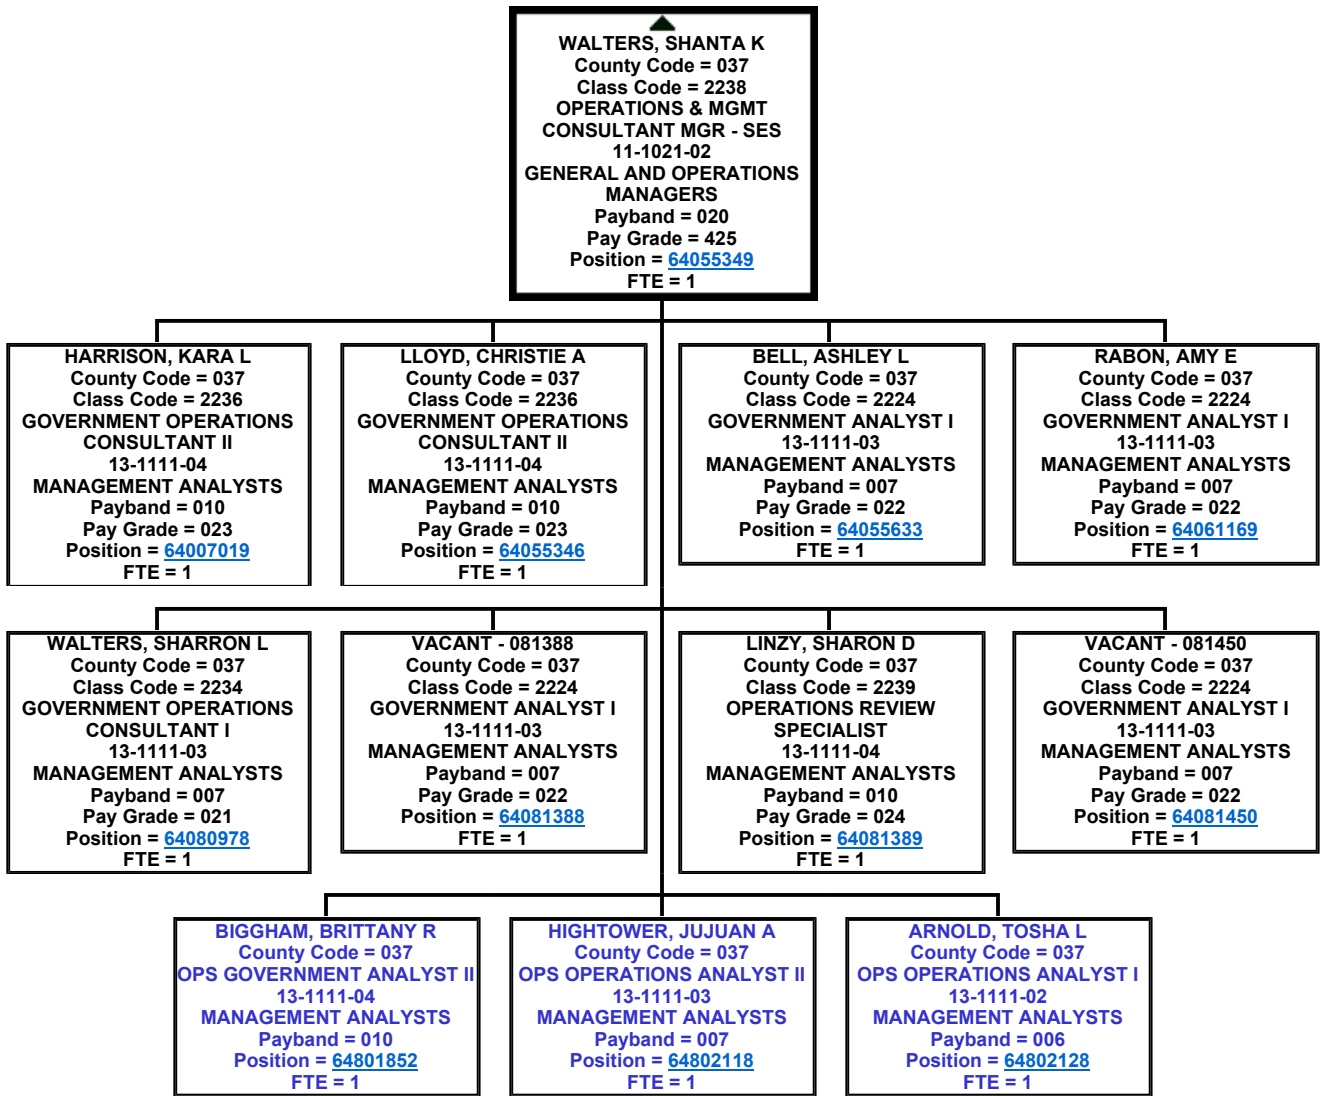 WALTERS, SHANTA K
County Code = 037
Class Code = 2238
OPERATIONS & MGMT
CONSULTANT MGR - SES
11-1021-02
GENERAL AND OPERATIONS
MANAGERS
Payband = 020
Pay Grade = 425
Position = 64055349
FTE = 1
HARRISON, KARA L
County Code = 037
Class Code = 2236
GOVERNMENT OPERATIONS
CONSULTANT II
13-1111-04
MANAGEMENT ANALYSTS
Payband = 010
Pay Grade = 023
Position = 64007019
FTE = 1
LLOYD, CHRISTIE A
County Code = 037
Class Code = 2236
GOVERNMENT OPERATIONS
CONSULTANT II
13-1111-04
MANAGEMENT ANALYSTS
Payband = 010
Pay Grade = 023
Position = 64055346
FTE = 1
BELL, ASHLEY L
County Code = 037
Class Code = 2224
GOVERNMENT ANALYST I
13-1111-03
MANAGEMENT ANALYSTS
Payband = 007
Pay Grade = 022
Position = 64055633
FTE = 1
RABON, AMY E
County Code = 037
Class Code = 2224
GOVERNMENT ANALYST I
13-1111-03
MANAGEMENT ANALYSTS
Payband = 007
Pay Grade = 022
Position = 64061169
FTE = 1
WALTERS, SHARRON L
County Code = 037
Class Code = 2234
GOVERNMENT OPERATIONS
CONSULTANT I
13-1111-03
MANAGEMENT ANALYSTS
Payband = 007
Pay Grade = 021
Position = 64080978
FTE = 1
VACANT - 081388
County Code = 037
Class Code = 2224
GOVERNMENT ANALYST I
13-1111-03
MANAGEMENT ANALYSTS
Payband = 007
Pay Grade = 022
Position = 64081388
FTE = 1
LINZY, SHARON D
County Code = 037
Class Code = 2239
OPERATIONS REVIEW
SPECIALIST
13-1111-04
MANAGEMENT ANALYSTS
Payband = 010
Pay Grade = 024
Position = 64081389
FTE = 1
VACANT - 081450
County Code = 037
Class Code = 2224
GOVERNMENT ANALYST I
13-1111-03
MANAGEMENT ANALYSTS
Payband = 007
Pay Grade = 022
Position = 64081450
FTE = 1
BIGGHAM, BRITTANY R
County Code = 037
OPS GOVERNMENT ANALYST II
13-1111-04
MANAGEMENT ANALYSTS
Payband = 010
Position = 64801852
FTE = 1
HIGHTOWER, JUJUAN A
County Code = 037
OPS OPERATIONS ANALYST II
13-1111-03
MANAGEMENT ANALYSTS
Payband = 007
Position = 64802118
FTE = 1
ARNOLD, TOSHA L
County Code = 037
OPS OPERATIONS ANALYST I
13-1111-02
MANAGEMENT ANALYSTS
Payband = 006
Position = 64802128
FTE = 1